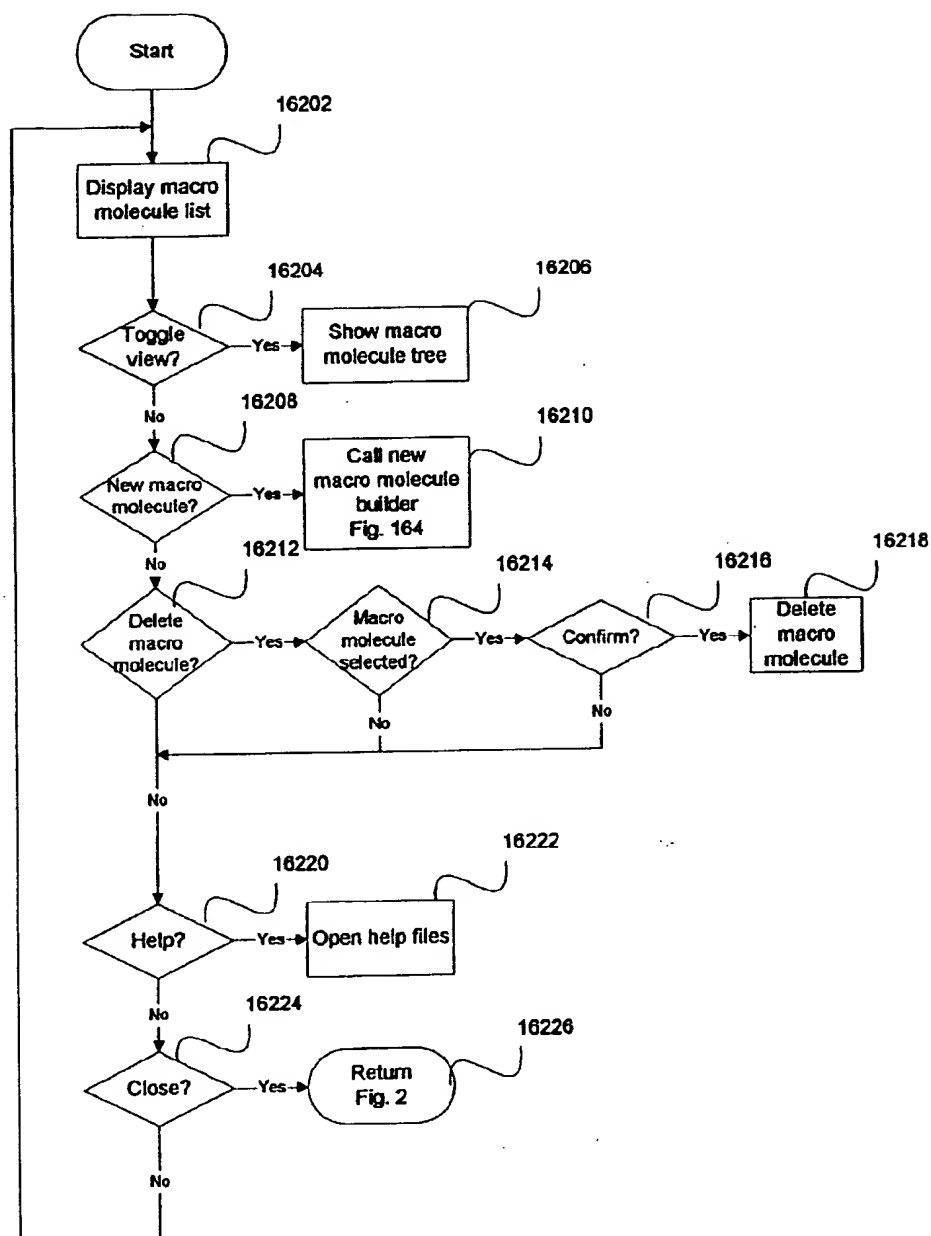 Start
16202
Display macro
molecule list
16204
16206
Toggle
view?
Yes
Show macro
molecule tree
No
16208
16210
New macro
molecule?
Yes
Call new
macro molecule
builder
Fig. 164
No
16212
16214
16216
16218
Delete
macro
molecule?
Yes
Macro
molecule
selected?
Yes
Confirm?
Yes
Delete
macro
molecule
No
No
No
16220
16222
Help?
Yes
Open help files
No
16224
16226
Close?
Yes
Return
Fig. 2
No